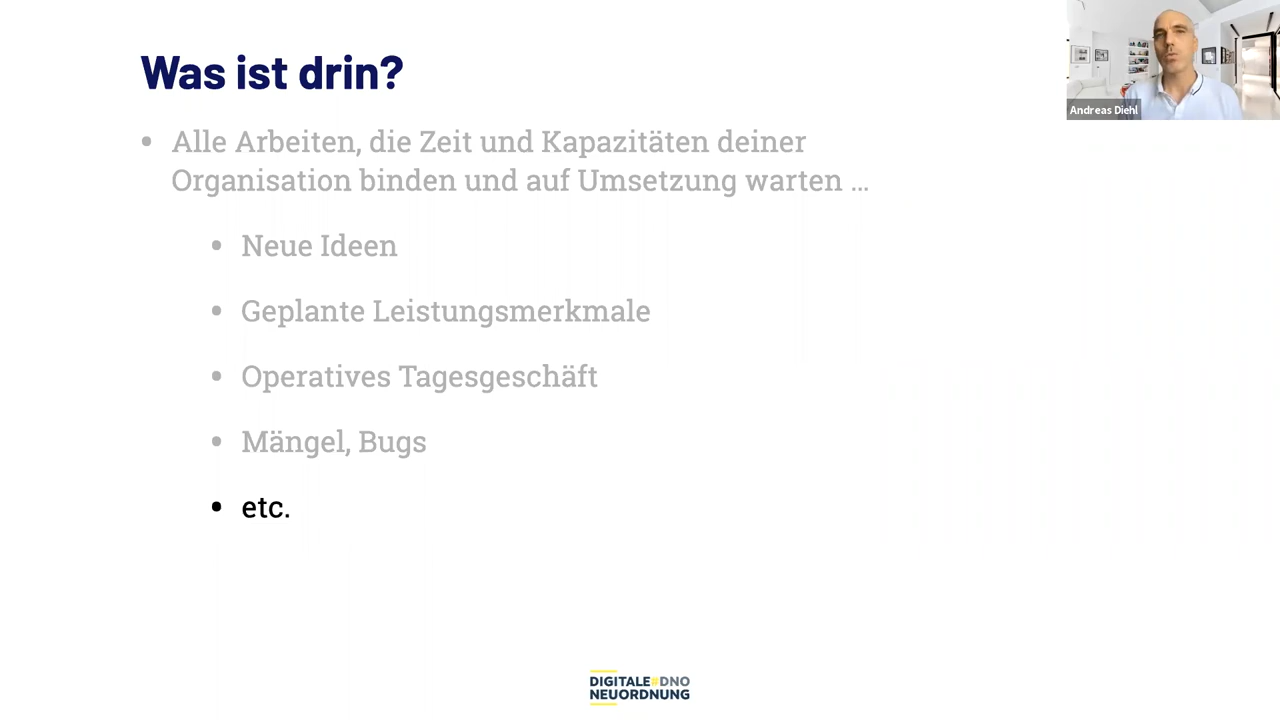 Was ist drin?
Andreas Diehl
• Alle Arbeiten, die Zeit und Kapazitäten deiner
Organisation binden und auf Umsetzung warten ...
• Neue Ideen
• Geplante Leistungsmerkmale
• Operatives Tagesgeschäft
• Mängel, Bugs
• etc.
DIGITALE#DNO
NEUORDNUNG